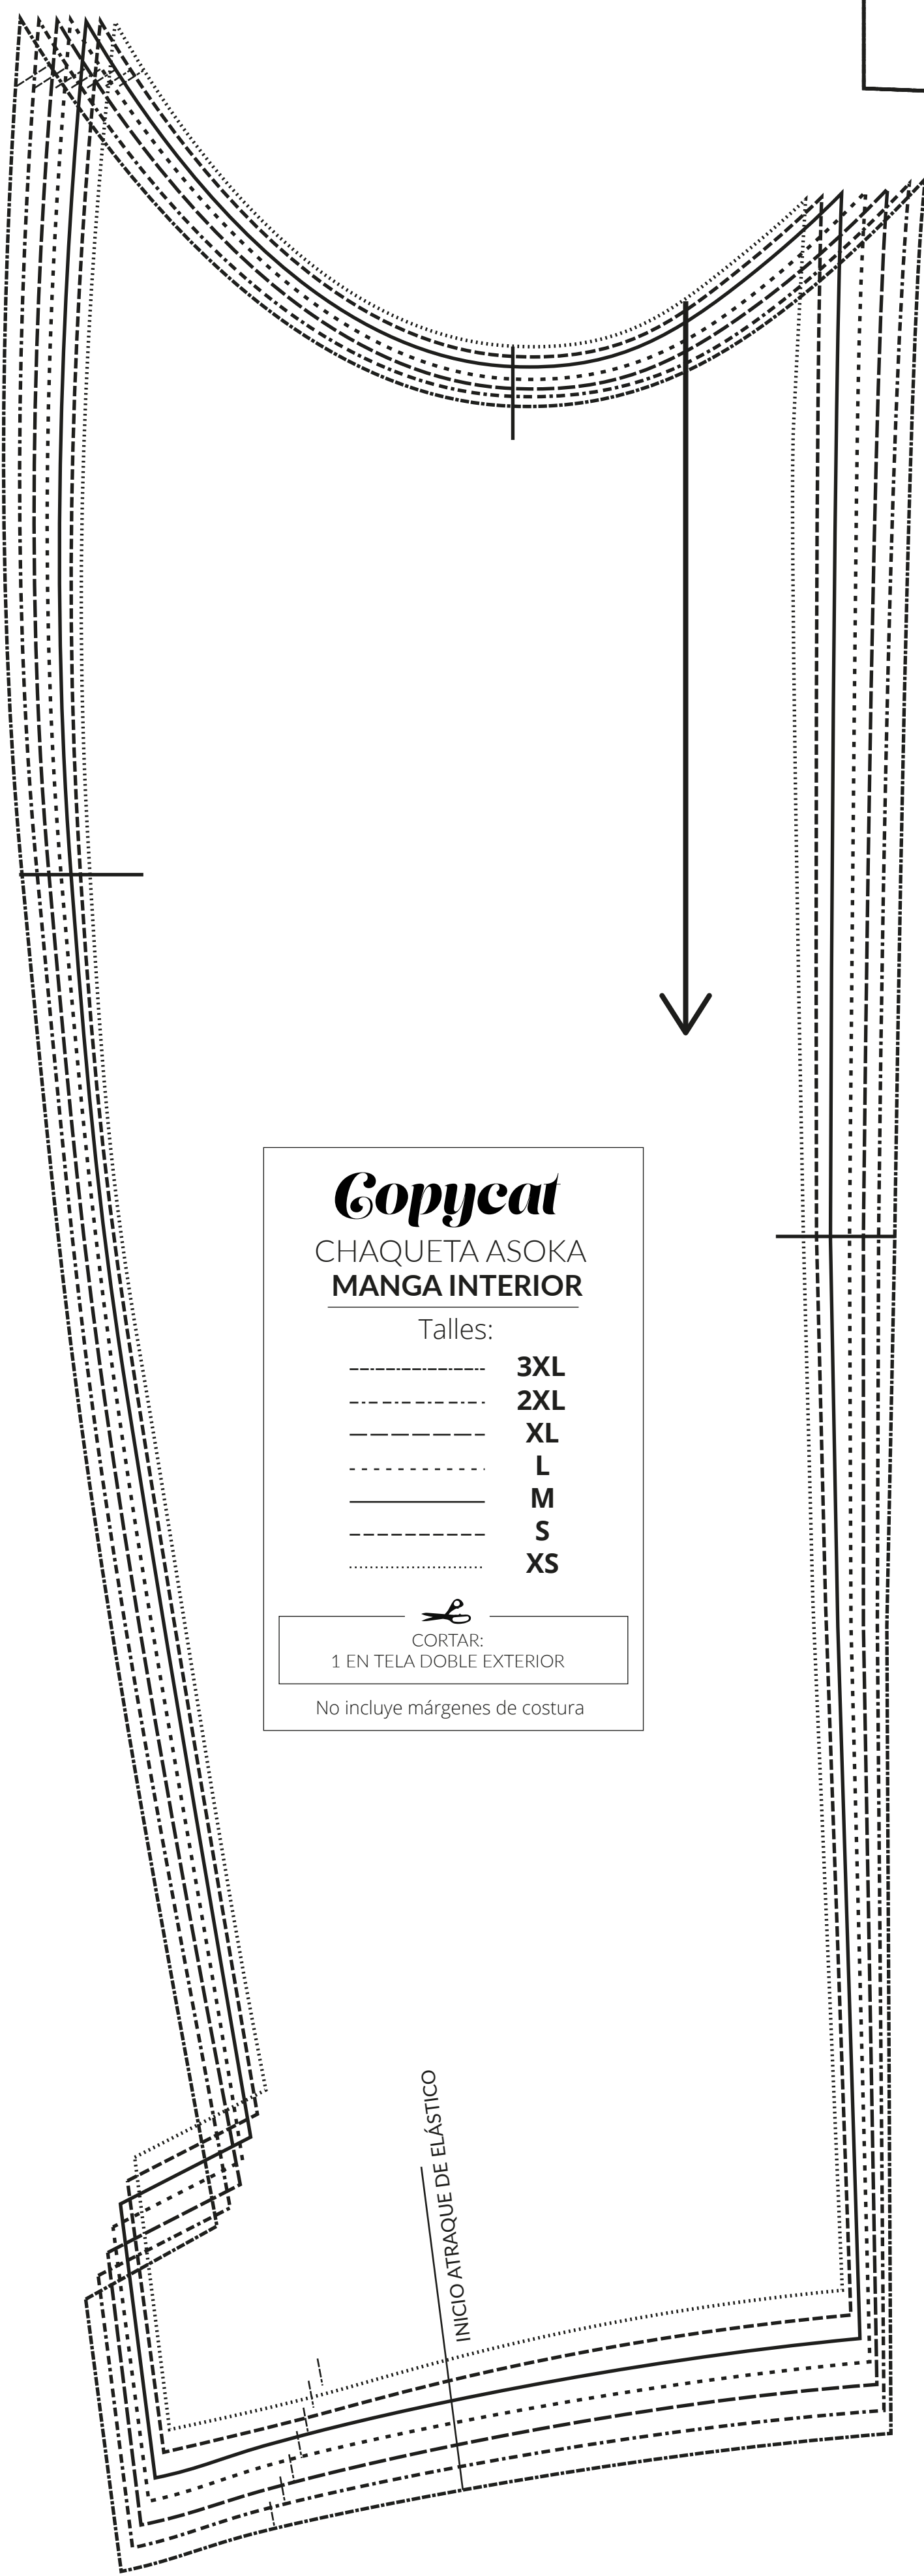 Copycat
CHAQUETA ASOKA
MANGA INTERIOR
Talles:
3XL
2XL
XL
L
M
S
XS
CORTAR:
1 EN TELA DOBLE EXTERIOR
No incluye márgenes de costura
INICIO ATRAQUE DE ELÁSTICO